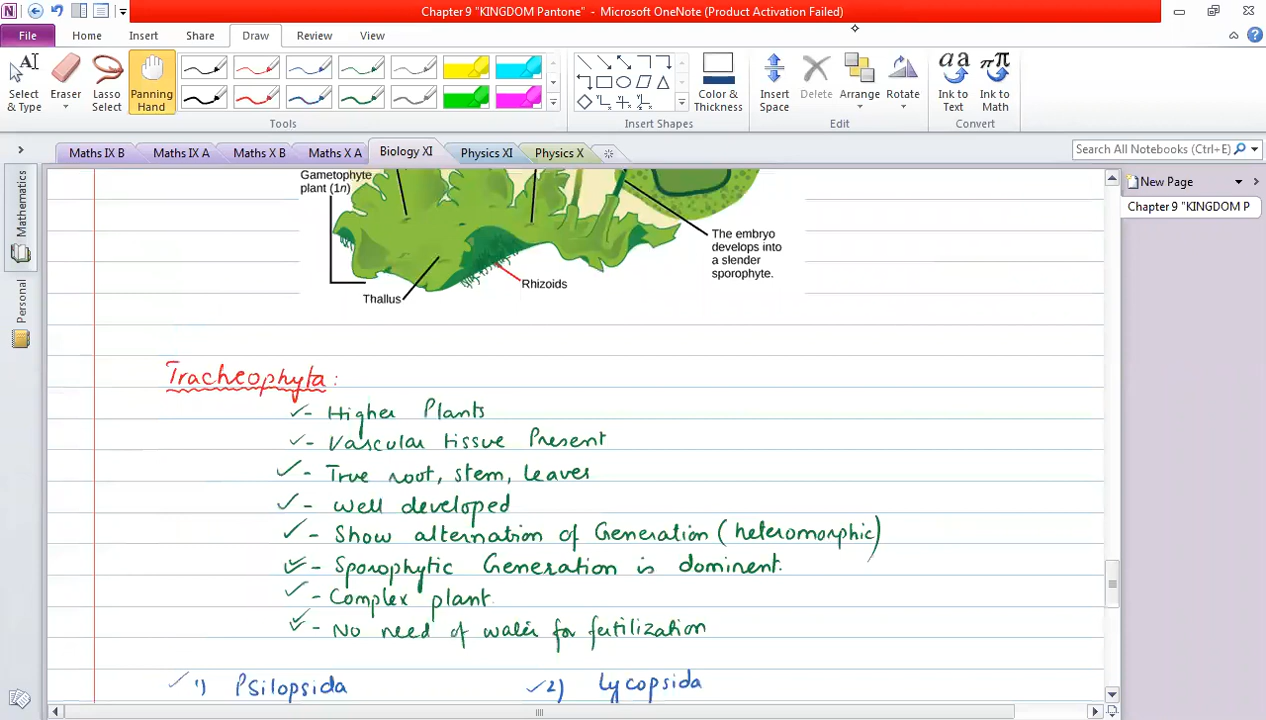 Chapter 9 "KINGDOM Pantone" - Microsoft OneNote (Product Activation Failed)
File Home Insert Share Draw Review View
Select & Type
Eraser
Lasso Select
Panning Hand
Color & Thickness
Insert Space
Delete
Arrange
Rotate
Ink to Text
Ink to Math
Tools
Insert Shapes
Edit
Convert
Maths IX B Maths IX A Maths X B Maths X A Biology XI Physics XI Physics X
Search All Notebooks (Ctrl+E)
New Page
Chapter 9 "KINGDOM P
Mathematics
Personal
Gametophyte
plant (1n)
The embryo
develops into
a slender
sporophyte.
Rhizoids
Thallus
Tracheophyta:
- Higher Plants
- Vascular tissue Present
- True root, stem, leaves
- Well developed
- Show alternation of Generation (heteromorphic)
- Sporophytic Generation is dominent.
- Complex plant.
- No need of water for fertilization
1) Psilopsida 2) Lycopsida